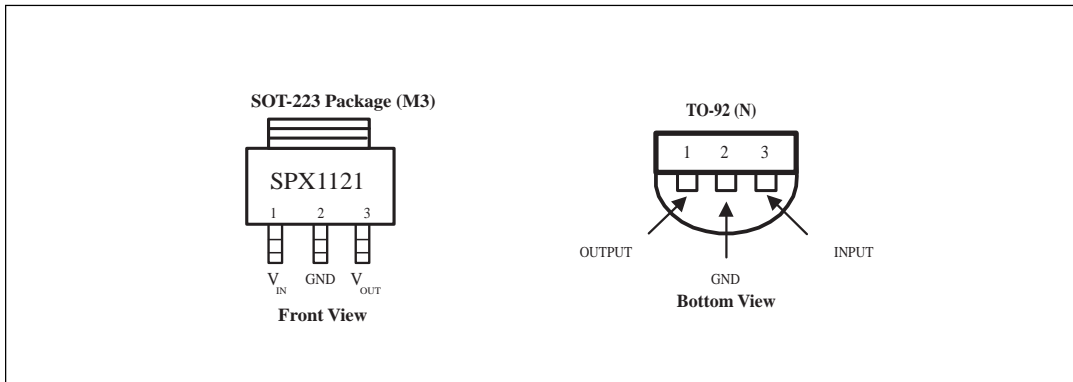 SOT-223 Package (M3)
SPX1121
1 2 3
VIN GND VOUT
Front View
TO-92 (N)
1 2 3
OUTPUT INPUT
GND
Bottom View